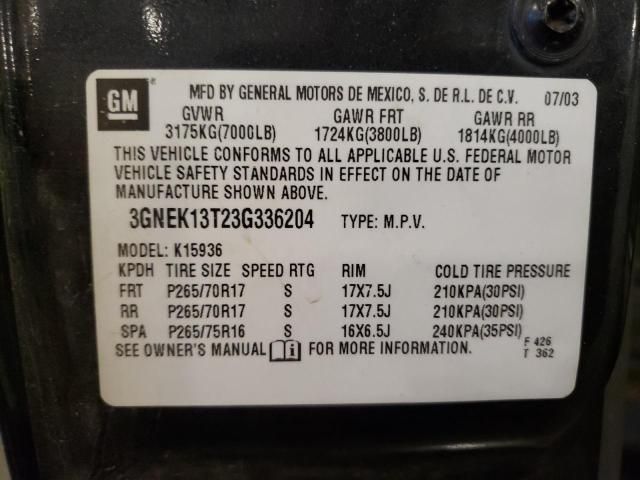 GM
®
MFD BY GENERAL MOTORS DE MEXICO, S. DE R.L. DE C.V. 07/03
GVWR GAWR FRT GAWR RR
3175KG(7000LB) 1724KG(3800LB) 1814KG(4000LB)
THIS VEHICLE CONFORMS TO ALL APPLICABLE U.S. FEDERAL MOTOR
VEHICLE SAFETY STANDARDS IN EFFECT ON THE DATE OF
MANUFACTURE SHOWN ABOVE.
3GNEK13T23G336204 TYPE: M.P.V.
MODEL: K15936
KPDH TIRE SIZE SPEED RTG RIM COLD TIRE PRESSURE
FRT P265/70R17 S 17X7.5J 210KPA(30PSI)
RR P265/70R17 S 17X7.5J 210KPA(30PSI)
SPA P265/75R16 S 16X6.5J 240KPA(35PSI)
SEE OWNER'S MANUAL i FOR MORE INFORMATION. F 426
T 362